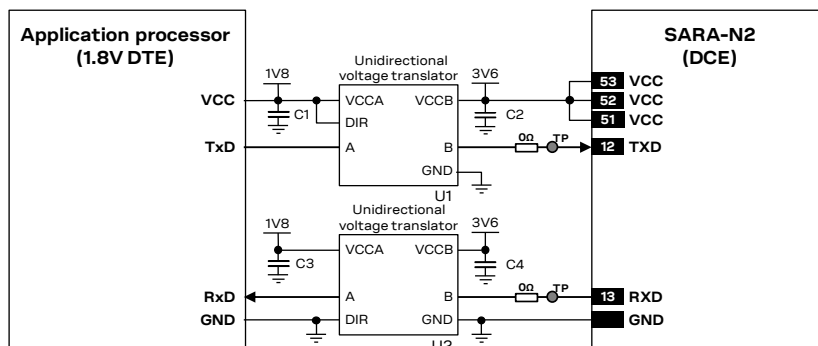 Application processor
(1.8V DTE)
SARA-N2
(DCE)
Unidirectional
voltage translator
1V8
3V6
VCC
VCCA
VCCB
53 VCC
52 VCC
51 VCC
C1
C2
DIR
TxD
A
B
0Ω
TP
12 TXD
GND
U1
Unidirectional
voltage translator
1V8
3V6
VCCA
VCCB
C3
C4
RxD
A
B
0Ω
TP
13 RXD
GND
DIR
GND
GND
U2